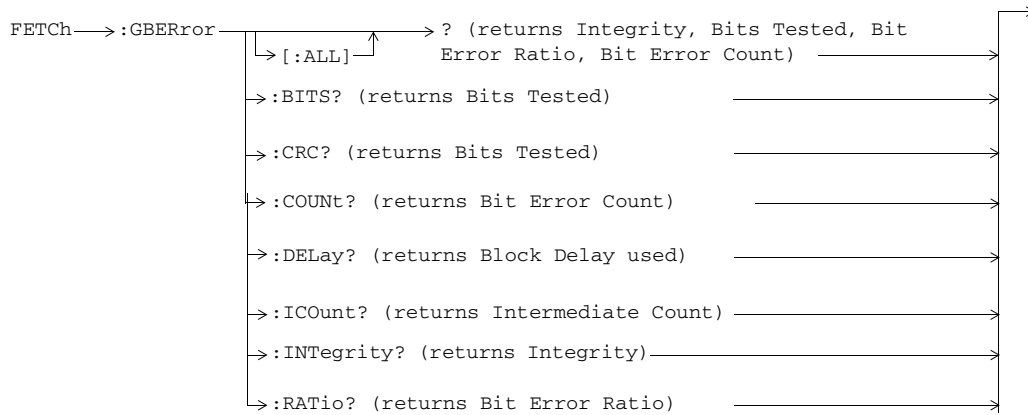 FETCh :GBERror ? (returns Integrity, Bits Tested, Bit
[:ALL] Error Ratio, Bit Error Count)
:BITS? (returns Bits Tested)
:CRC? (returns Bits Tested)
:COUNt? (returns Bit Error Count)
:DELay? (returns Block Delay used)
:ICOunt? (returns Intermediate Count)
:INTegrity? (returns Integrity)
:RATio? (returns Bit Error Ratio)